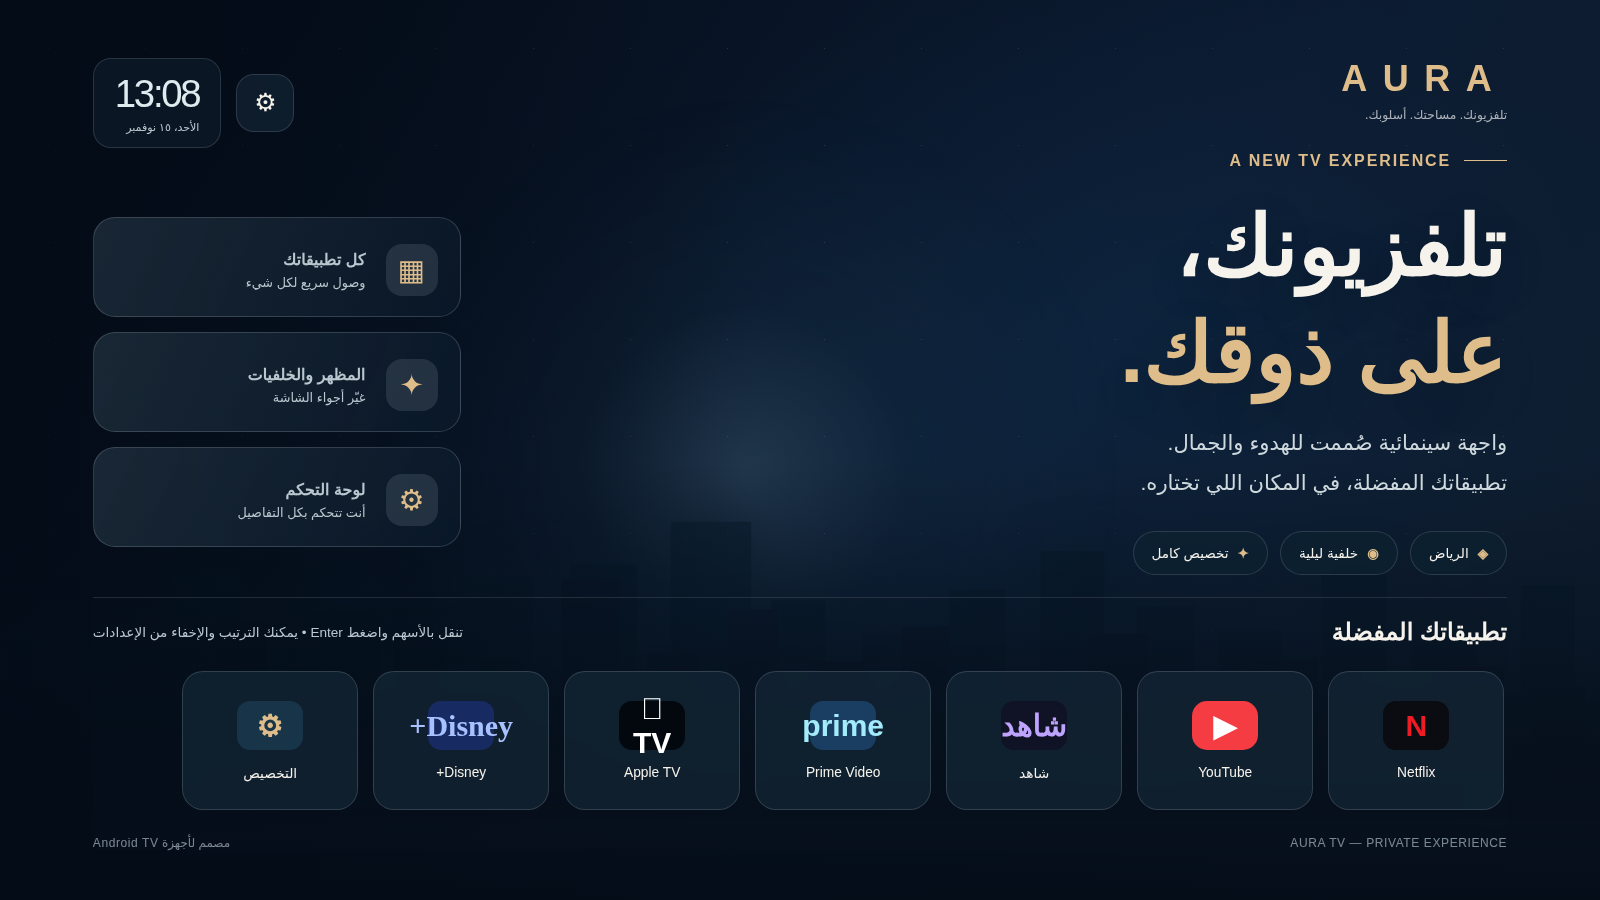 AURA
تلفزيونك. مساحتك. أسلوبك.
13:08
الأحد، ١٥ نوفمبر
A NEW TV EXPERIENCE
تلفزيونك،
على ذوقك.
واجهة سينمائية صُممت للهدوء والجمال.
تطبيقاتك المفضلة، في المكان اللي تختاره.
الرياض
خلفية ليلية
تخصيص كامل
كل تطبيقاتك
وصول سريع لكل شيء
المظهر والخلفيات
غيّر أجواء الشاشة
لوحة التحكم
أنت تتحكم بكل التفاصيل
تطبيقاتك المفضلة
تنقل بالأسهم واضغط Enter • يمكنك الترتيب والإخفاء من الإعدادات
N
Netflix
YouTube
شاهد
شاهد
prime
Prime Video
TV
Apple TV
+Disney
+Disney
التخصيص
AURA TV — PRIVATE EXPERIENCE
مصمم لأجهزة Android TV